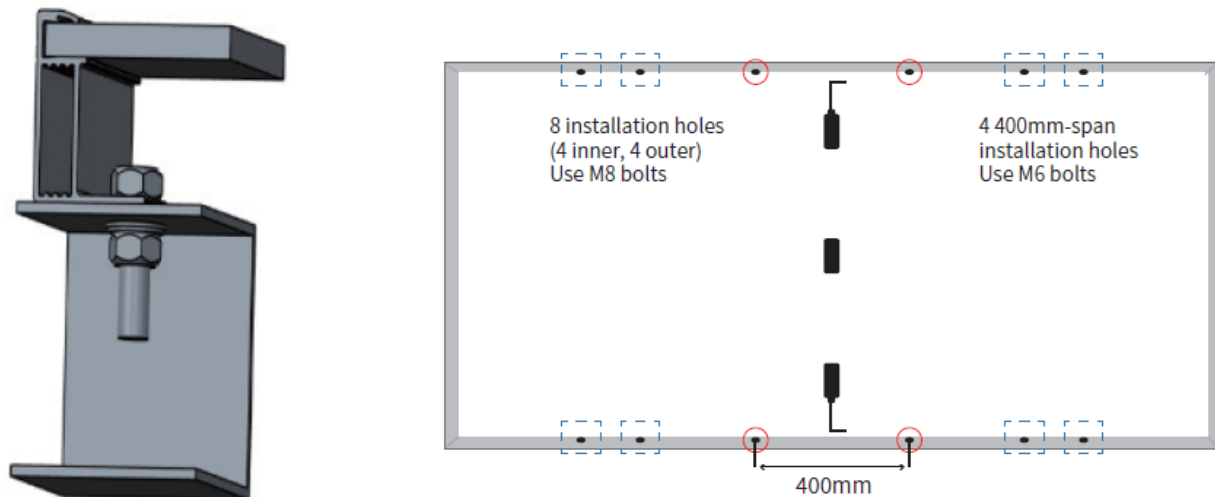 8 installation holes
(4 inner, 4 outer)
Use M8 bolts
4 400mm-span
installation holes
Use M6 bolts
400mm